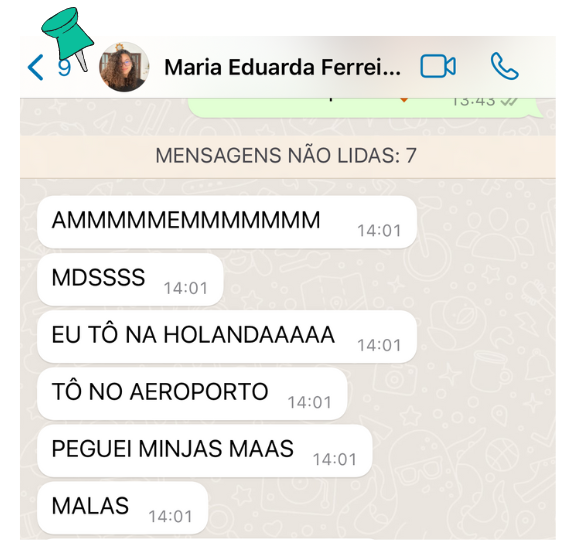 9 Maria Eduarda Ferrei...
13:43
MENSAGENS NÃO LIDAS: 7
AMMMMMEMMMMMMM 14:01
MDSSSS 14:01
EU TÔ NA HOLANDAAAAA 14:01
TÔ NO AEROPORTO 14:01
PEGUEI MINJAS MAAS 14:01
MALAS 14:01